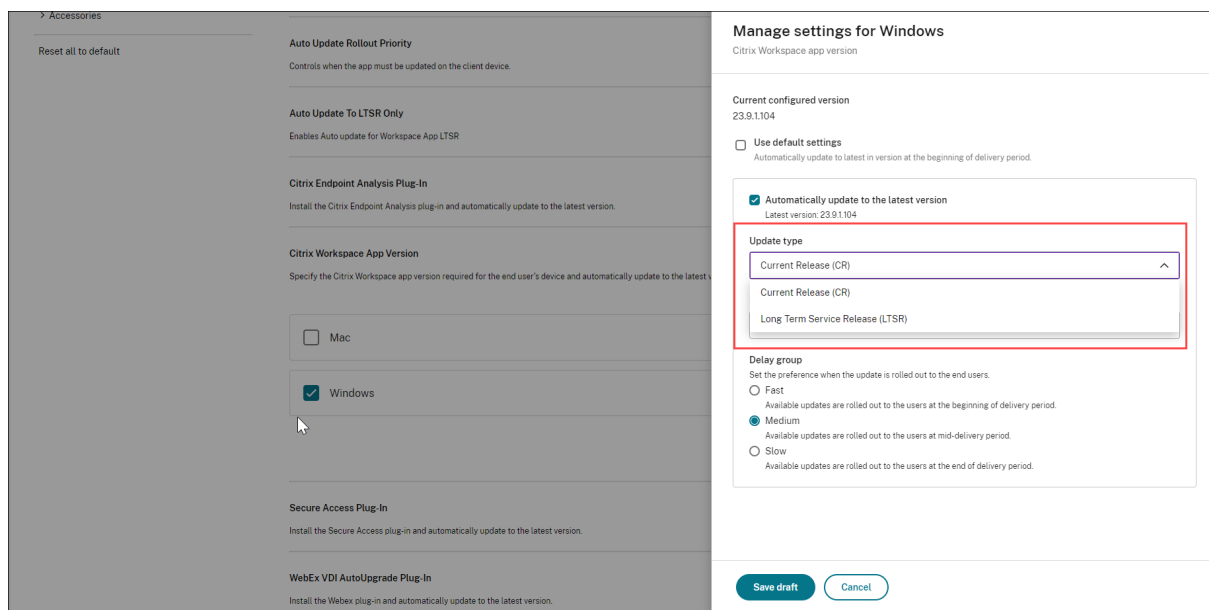 > Accessories
Reset all to default
Auto Update Rollout Priority
Controls when the app must be updated on the client device.
Auto Update To LTSR Only
Enables Auto update for Workspace App LTSR
Citrix Endpoint Analysis Plug-In
Install the Citrix Endpoint Analysis plug-in and automatically update to the latest version.
Citrix Workspace App Version
Specify the Citrix Workspace app version required for the end user's device and automatically update to the latest v
Mac
Windows
Secure Access Plug-In
Install the Secure Access plug-in and automatically update to the latest version.
WebEx VDI AutoUpgrade Plug-In
Install the Webex plug-in and automatically update to the latest version.
Manage settings for Windows
Citrix Workspace app version
Current configured version
23.9.1.104
Use default settings
Automatically update to latest in version at the beginning of delivery period.
Automatically update to the latest version
Latest version: 23.9.1.104
Update type
Current Release (CR)
Current Release (CR)
Long Term Service Release (LTSR)
Delay group
Set the preference when the update is rolled out to the end users.
Fast
Available updates are rolled out to the users at the beginning of delivery period.
Medium
Available updates are rolled out to the users at mid-delivery period.
Slow
Available updates are rolled out to the users at the end of delivery period.
Save draft
Cancel